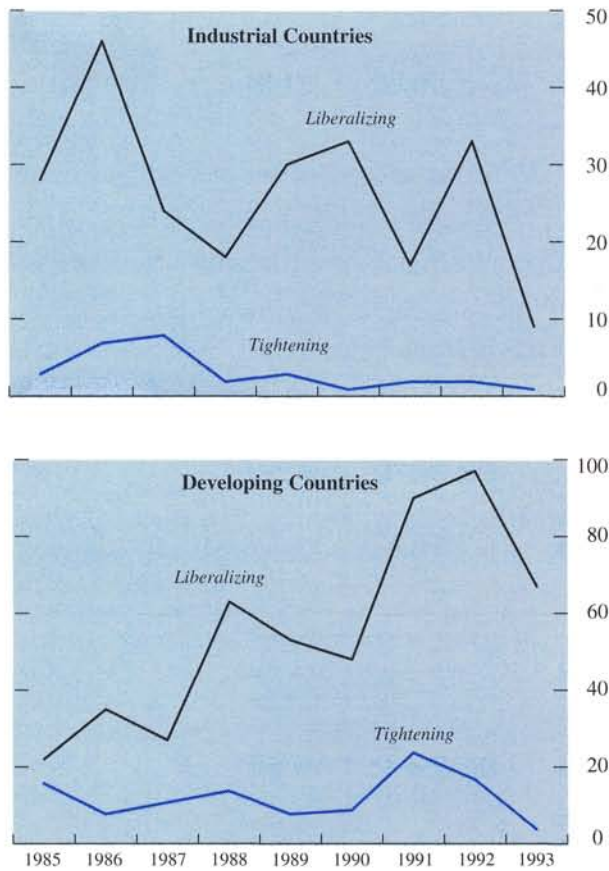 Industrial Countries
50
40
Liberalizing
30
20
10
Tightening
0
Developing Countries
100
80
Liberalizing
60
40
Tightening
20
0
1985 1986 1987 1988 1989 1990 1991 1992 1993